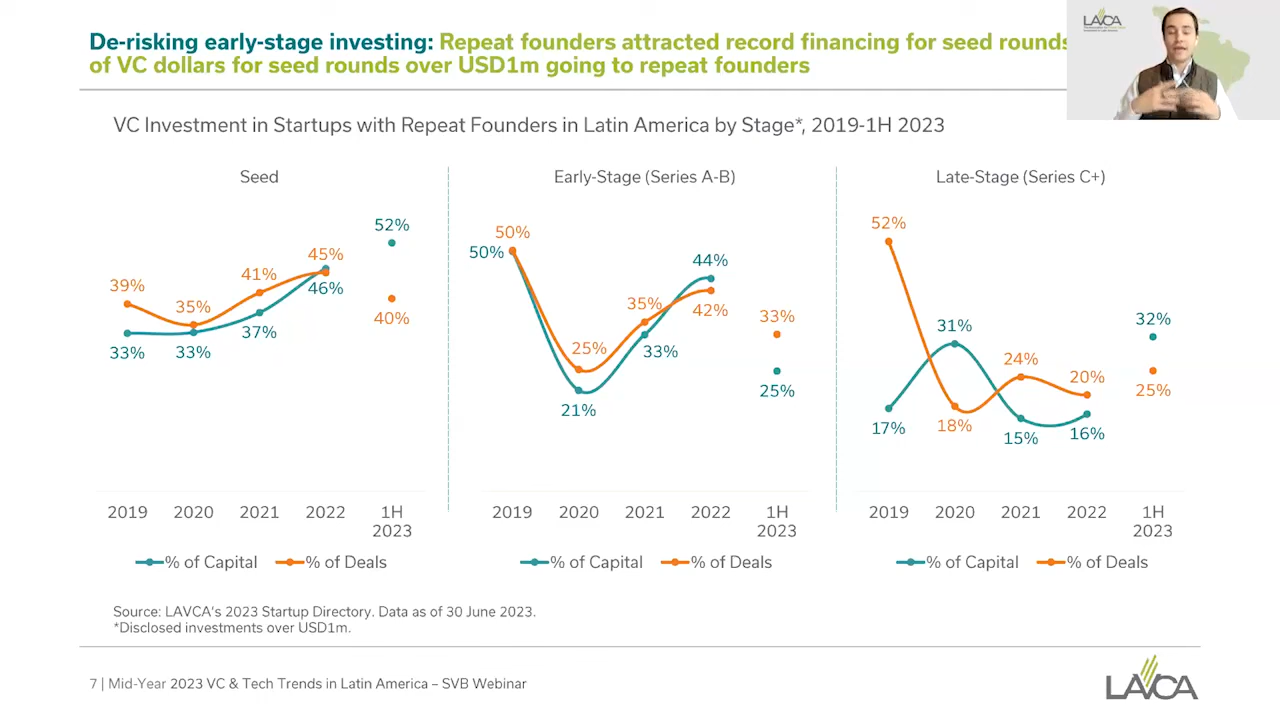 De-risking early-stage investing: Repeat founders attracted record financing for seed rounds
of VC dollars for seed rounds over USD1m going to repeat founders
LAVCA
VC Investment in Startups with Repeat Founders in Latin America by Stage*, 2019-1H 2023
Seed
39%
35%
41%
45%
52%
33%
33%
37%
46%
40%
2019 2020 2021 2022 1H
2023
% of Capital % of Deals
Early-Stage (Series A-B)
50%
50%
25%
21%
35%
33%
44%
42%
33%
25%
2019 2020 2021 2022 1H
2023
% of Capital % of Deals
Late-Stage (Series C+)
52%
17%
31%
18%
24%
15%
20%
16%
32%
25%
2019 2020 2021 2022 1H
2023
% of Capital % of Deals
Source: LAVCA's 2023 Startup Directory. Data as of 30 June 2023.
*Disclosed investments over USD1m.
7 | Mid-Year 2023 VC & Tech Trends in Latin America – SVB Webinar
LAVCA